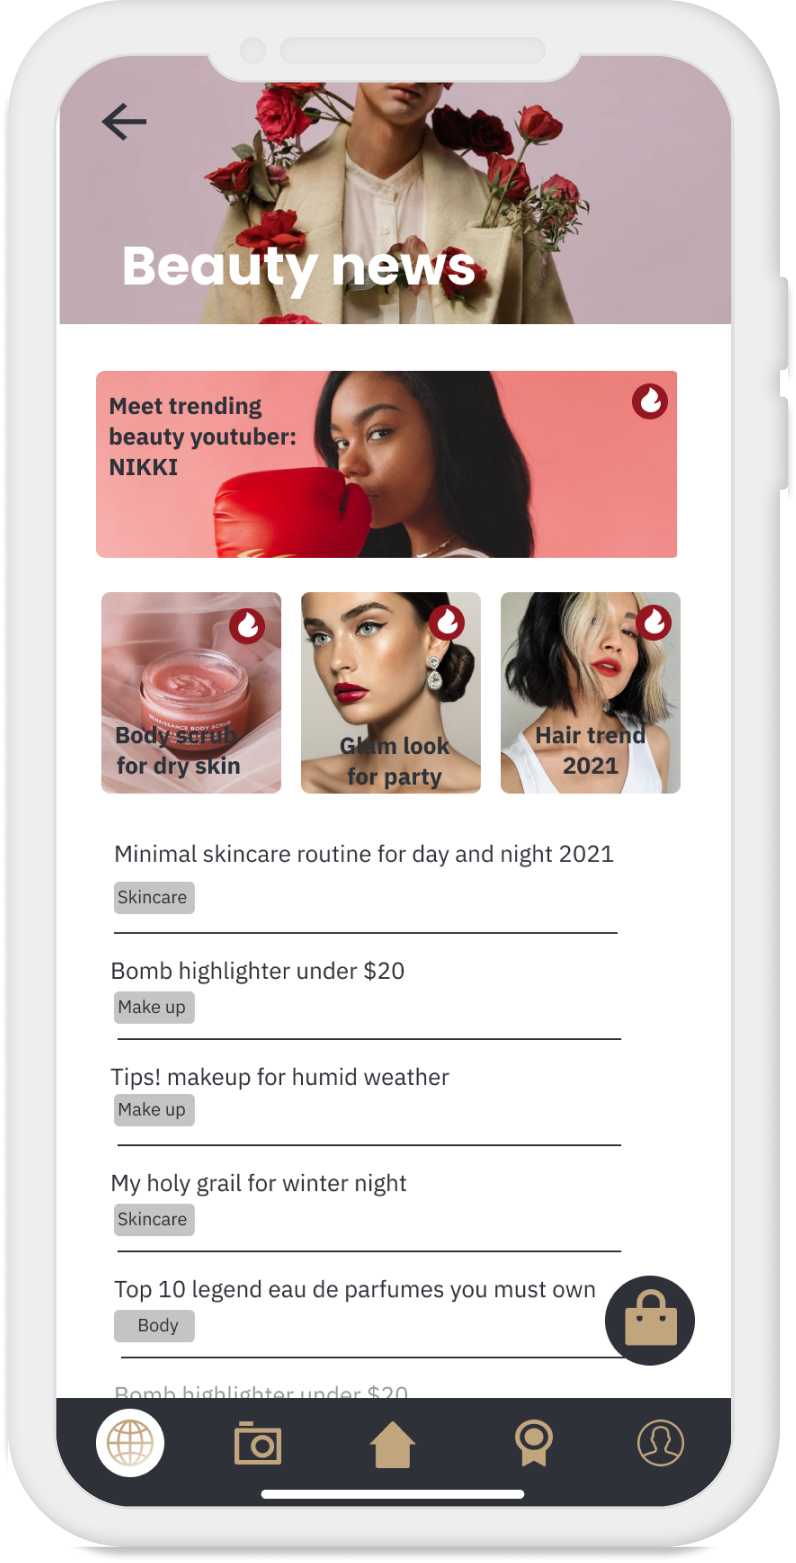 Beauty news
Meet trending
beauty youtuber:
NIKKI
RENAISSANCE BODY SCRUB
Body scrub
for dry skin
Glam look
for party
Hair trend
2021
Minimal skincare routine for day and night 2021
Skincare
Bomb highlighter under $20
Make up
Tips! makeup for humid weather
Make up
My holy grail for winter night
Skincare
Top 10 legend eau de parfumes you must own
Body
Bomb highlighter under $20